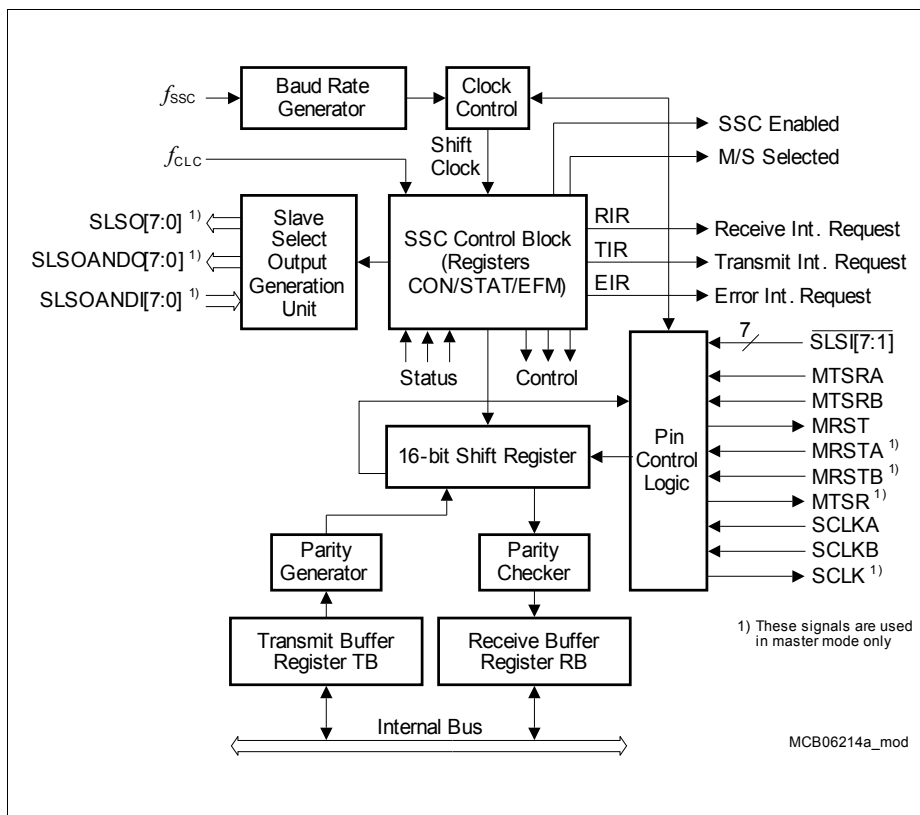 fSSC
Baud Rate
Generator
Clock
Control
SSC Enabled
M/S Selected
fCLC
Shift
Clock
SLSO[7:0] 1)
SLSOANDO[7:0] 1)
SLSOANDI[7:0] 1)
Slave
Select
Output
Generation
Unit
SSC Control Block
(Registers
CON/STAT/EFM)
RIR
TIR
EIR
Receive Int. Request
Transmit Int. Request
Error Int. Request
Status
Control
7
SLSI[7:1]
MTSRA
MTSRB
MRST
MRSTA 1)
MRSTB 1)
MTSR 1)
SCLKA
SCLKB
SCLK 1)
Pin
Control
Logic
16-bit Shift Register
Parity
Generator
Parity
Checker
Transmit Buffer
Register TB
Receive Buffer
Register RB
1) These signals are used
in master mode only
Internal Bus
MCB06214a_mod